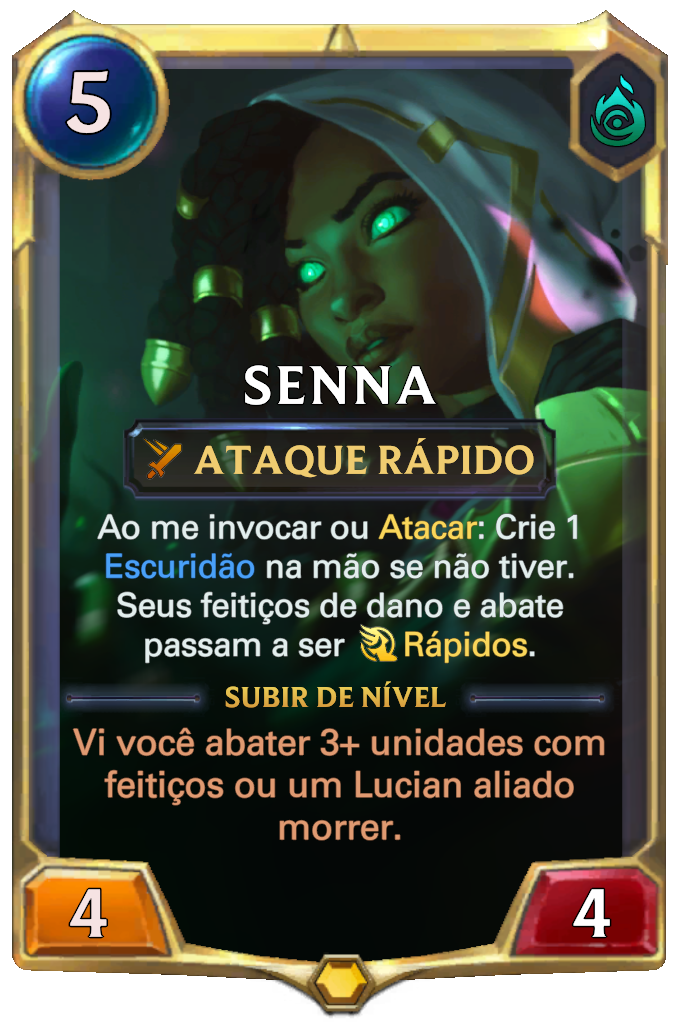 5
SENNA
ATAQUE RÁPIDO
Ao me invocar ou Atacar: Crie 1
Escuridão na mão se não tiver.
Seus feitiços de dano e abate
passam a ser Rápidos.
SUBIR DE NÍVEL
Vi você abater 3+ unidades com
feitiços ou um Lucian aliado
morrer.
4
4